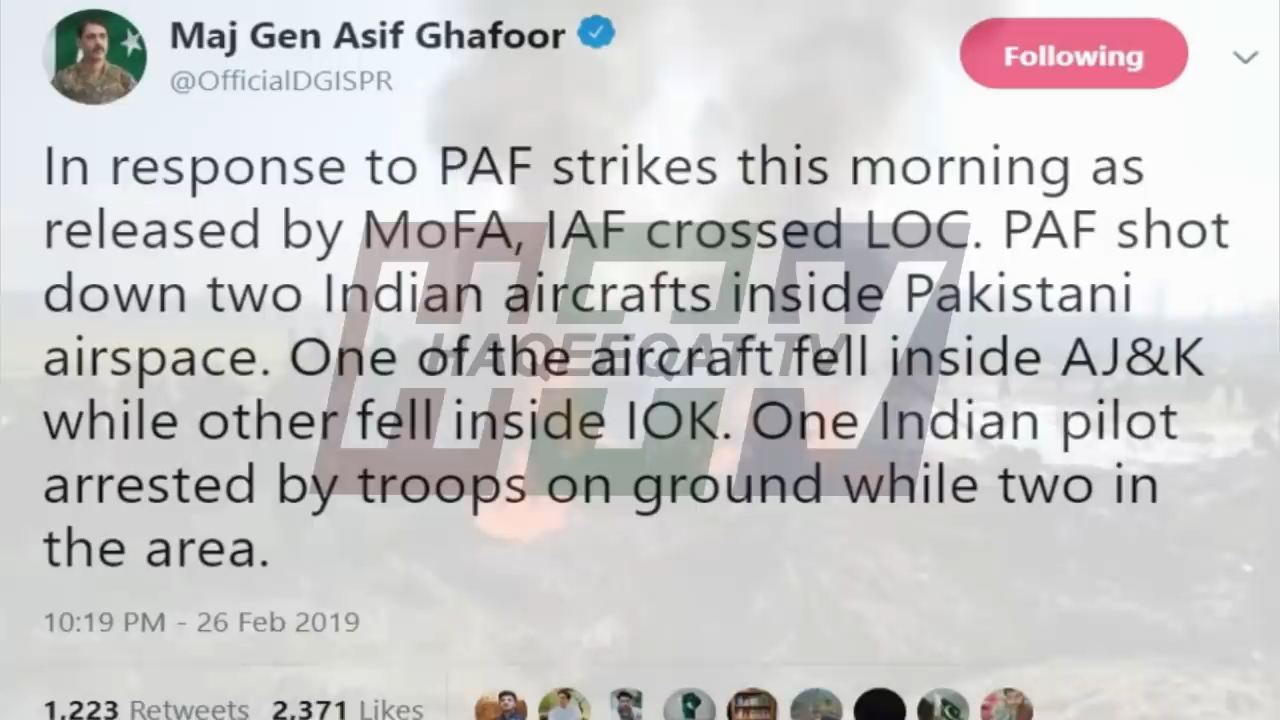 Maj Gen Asif Ghafoor
@OfficialDGISPR
Following
In response to PAF strikes this morning as
released by MoFA, IAF crossed LOC. PAF shot
down two Indian aircrafts inside Pakistani
airspace. One of the aircraft fell inside AJ&K
while other fell inside IOK. One Indian pilot
arrested by troops on ground while two in
the area.
HTV
HAQEEQAT TV
10:19 PM - 26 Feb 2019
1,223 Retweets 2,371 Likes